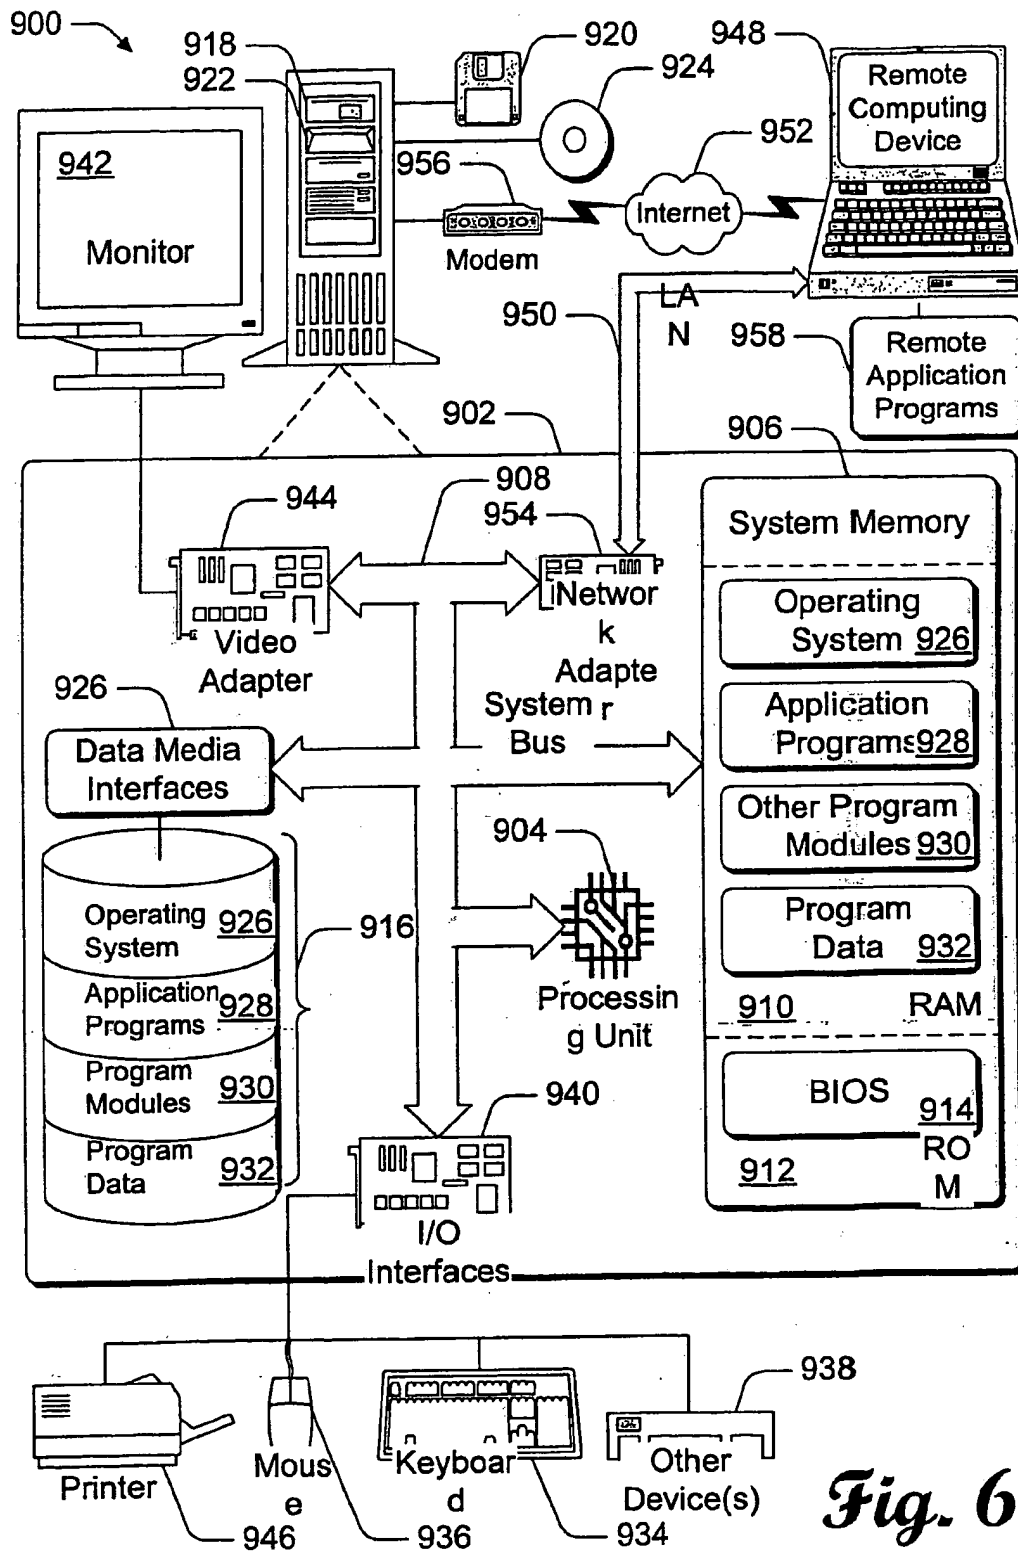 900
918
922
920
924
948
942
Monitor
956
Modem
952
Internet
Remote
Computing
Device
950
LA
N
958
Remote
Application
Programs
902
906
944
908
954
Video
Adapter
Networ
k
Adapte
r
System
Bus
System Memory
Operating
System 926
Application
Programs 928
Other Program
Modules 930
Program
Data 932
910 RAM
BIOS 914
912 RO
M
926
Data Media
Interfaces
Operating
System 926
Application
Programs 928
Program
Modules 930
Program
Data 932
916
904
Processin
g Unit
940
I/O
Interfaces
Printer
946
Mous
e
936
Keyboar
d
934
938
Other
Device(s)
Fig. 6